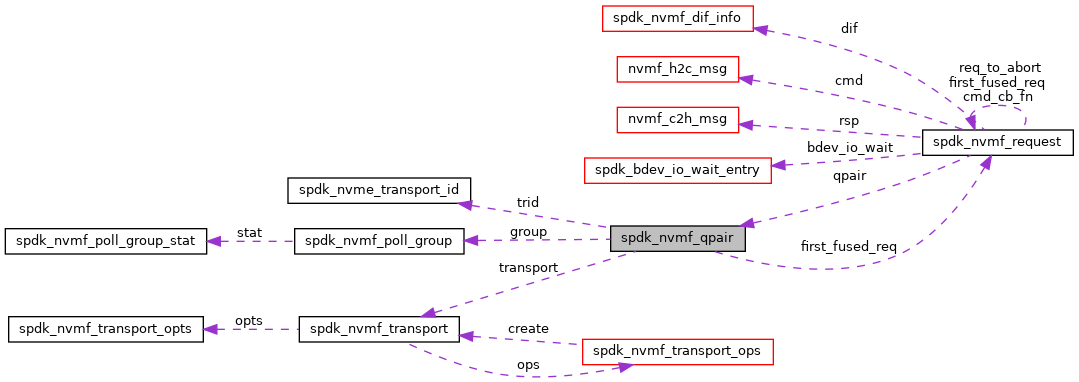 spdk_nvmf_dif_info
dif
nvmf_h2c_msg
cmd
req_to_abort
first_fused_req
cmd_cb_fn
nvmf_c2h_msg
rsp
spdk_nvmf_request
bdev_io_wait
spdk_bdev_io_wait_entry
qpair
spdk_nvme_transport_id
trid
spdk_nvmf_poll_group_stat
stat
spdk_nvmf_poll_group
group
spdk_nvmf_qpair
first_fused_req
transport
spdk_nvmf_transport_opts
opts
spdk_nvmf_transport
create
spdk_nvmf_transport_ops
ops